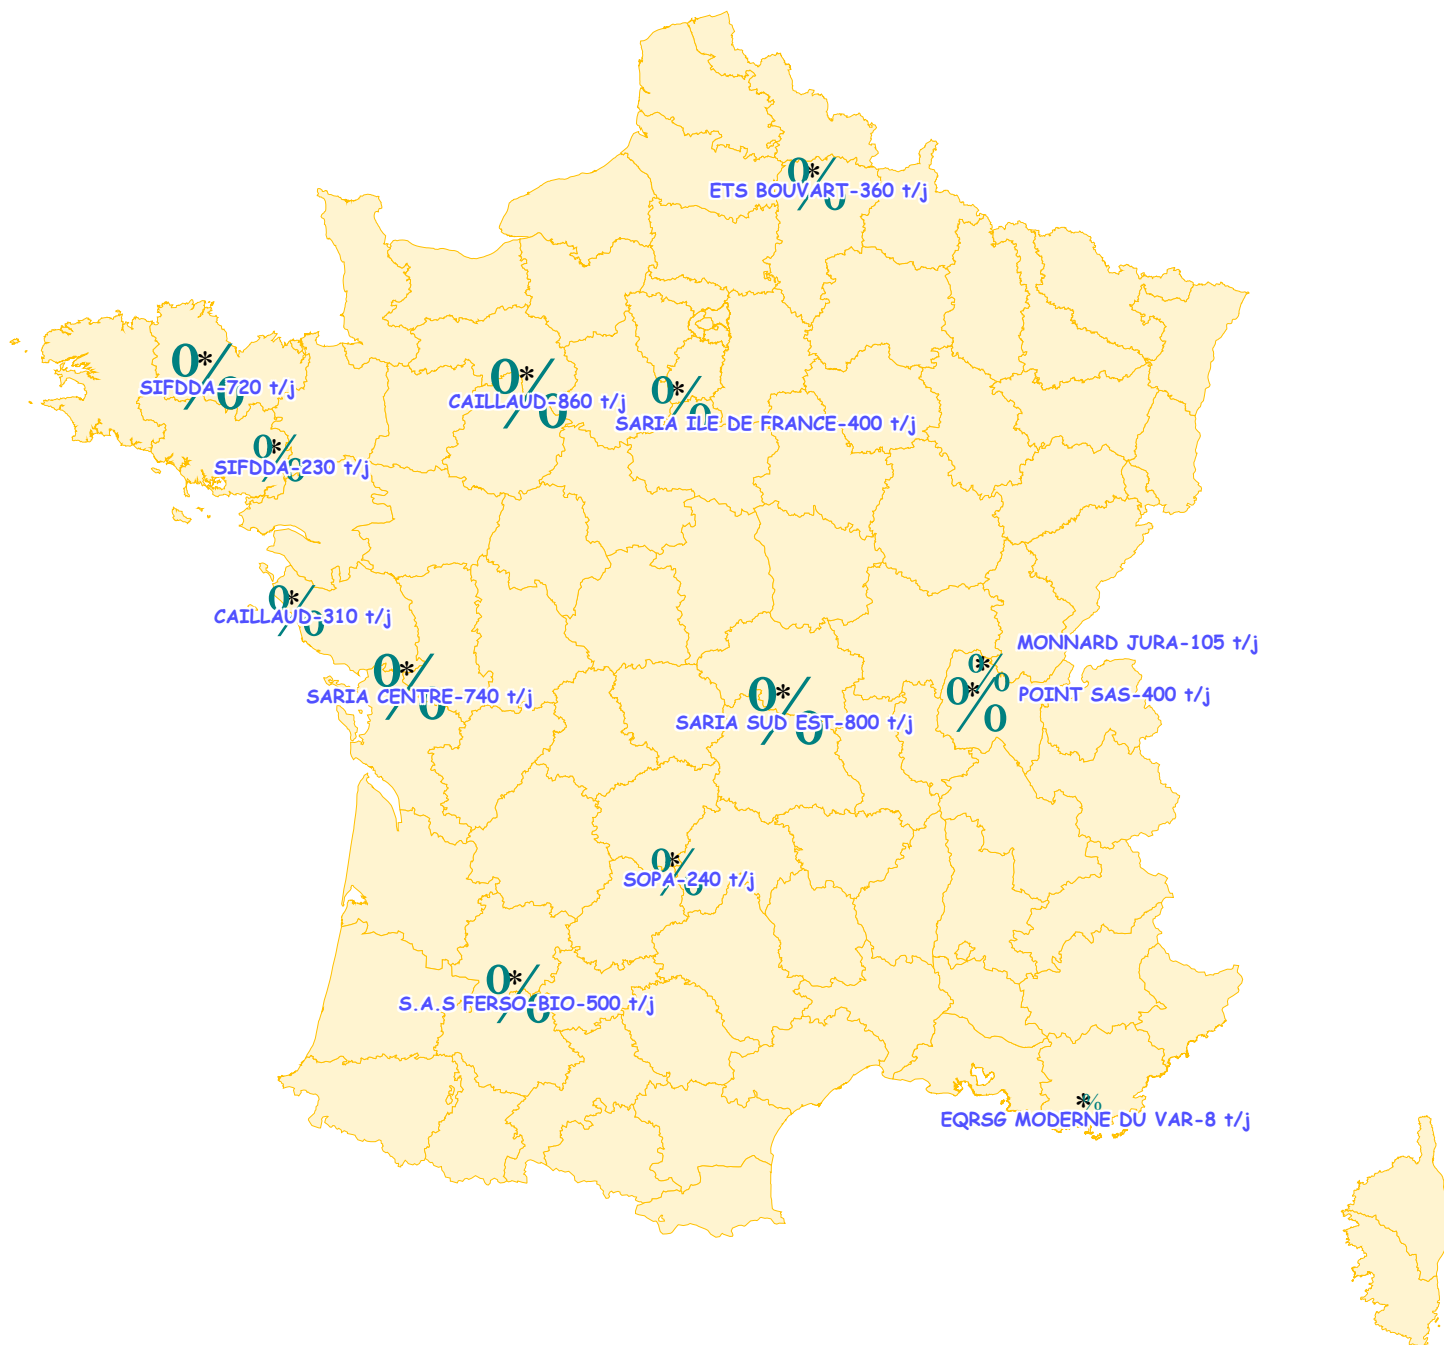 ETS BOUVART-360 t/j
SIFDDA-720 t/j
CAILLAUD-860 t/j
SARIA ILE DE FRANCE-400 t/j
SIFDDA-230 t/j
CAILLAUD-310 t/j
MONNARD JURA-105 t/j
SARIA CENTRE-740 t/j
POINT SAS-400 t/j
SARIA SUD EST-800 t/j
SOPA-240 t/j
S.A.S FERSO-BIO-500 t/j
EQRSG MODERNE DU VAR-8 t/j